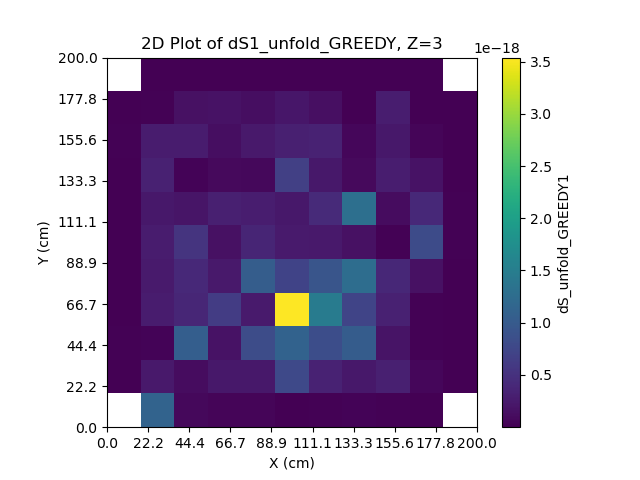 2D Plot of dS1_unfold_GREEDY, Z=3
1e−18
200.0
177.8
155.6
133.3
111.1
88.9
66.7
44.4
22.2
0.0
Y (cm)
0.0 22.2 44.4 66.7 88.9 111.1 133.3 155.6 177.8 200.0
X (cm)
3.5
3.0
2.5
2.0
1.5
1.0
0.5
dS_unfold_GREEDY1